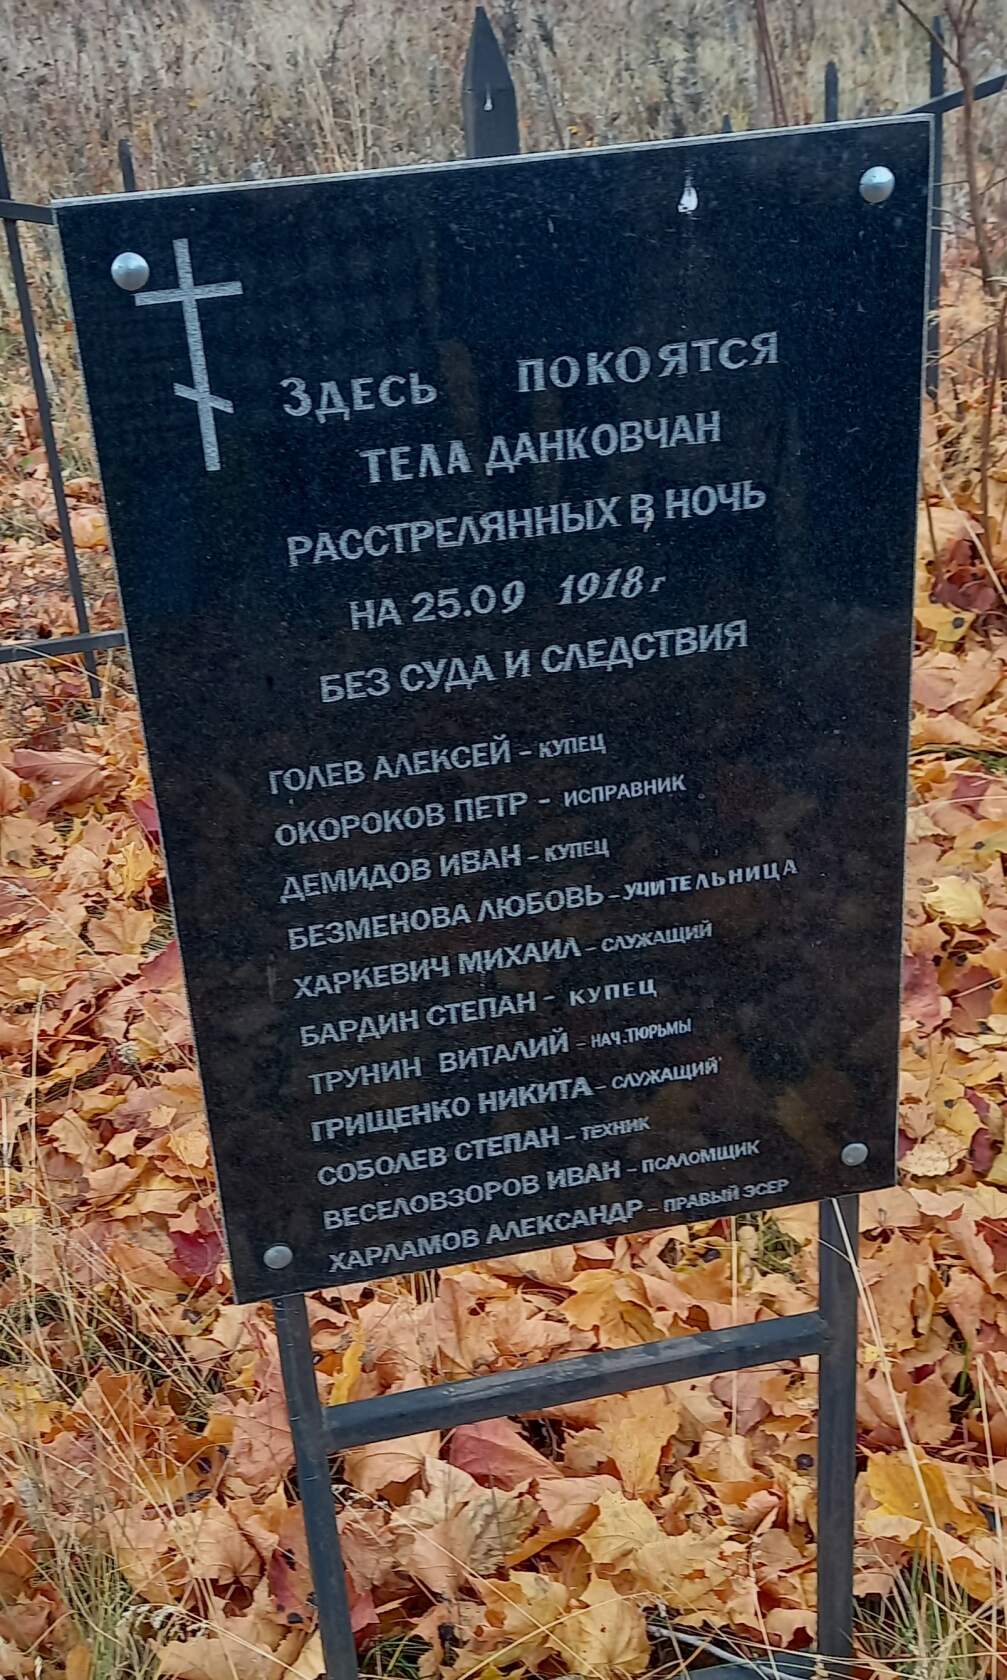 ЗДЕСЬ ПОКОЯТСЯ
ТЕЛА ДАНКОВЧАН
РАССТРЕЛЯННЫХ В НОЧЬ
НА 25.09 1918 г
БЕЗ СУДА И СЛЕДСТВИЯ
ГОЛЕВ АЛЕКСЕЙ – КУПЕЦ
ОКОРОКОВ ПЕТР – ИСПРАВНИК
ДЕМИДОВ ИВАН – КУПЕЦ
БЕЗМЕНОВА ЛЮБОВЬ – УЧИТЕЛЬНИЦА
ХАРКЕВИЧ МИХАИЛ – СЛУЖАЩИЙ
БАРДИН СТЕПАН – КУПЕЦ
ТРУНИН ВИТАЛИЙ – НАЧ.ТЮРЬМЫ
ГРИЩЕНКО НИКИТА – СЛУЖАЩИЙ
СОБОЛЕВ СТЕПАН – ТЕХНИК
ВЕСЕЛОВЗОРОВ ИВАН – ПСАЛОМЩИК
ХАРЛАМОВ АЛЕКСАНДР – ПРАВЫЙ ЭСЕР